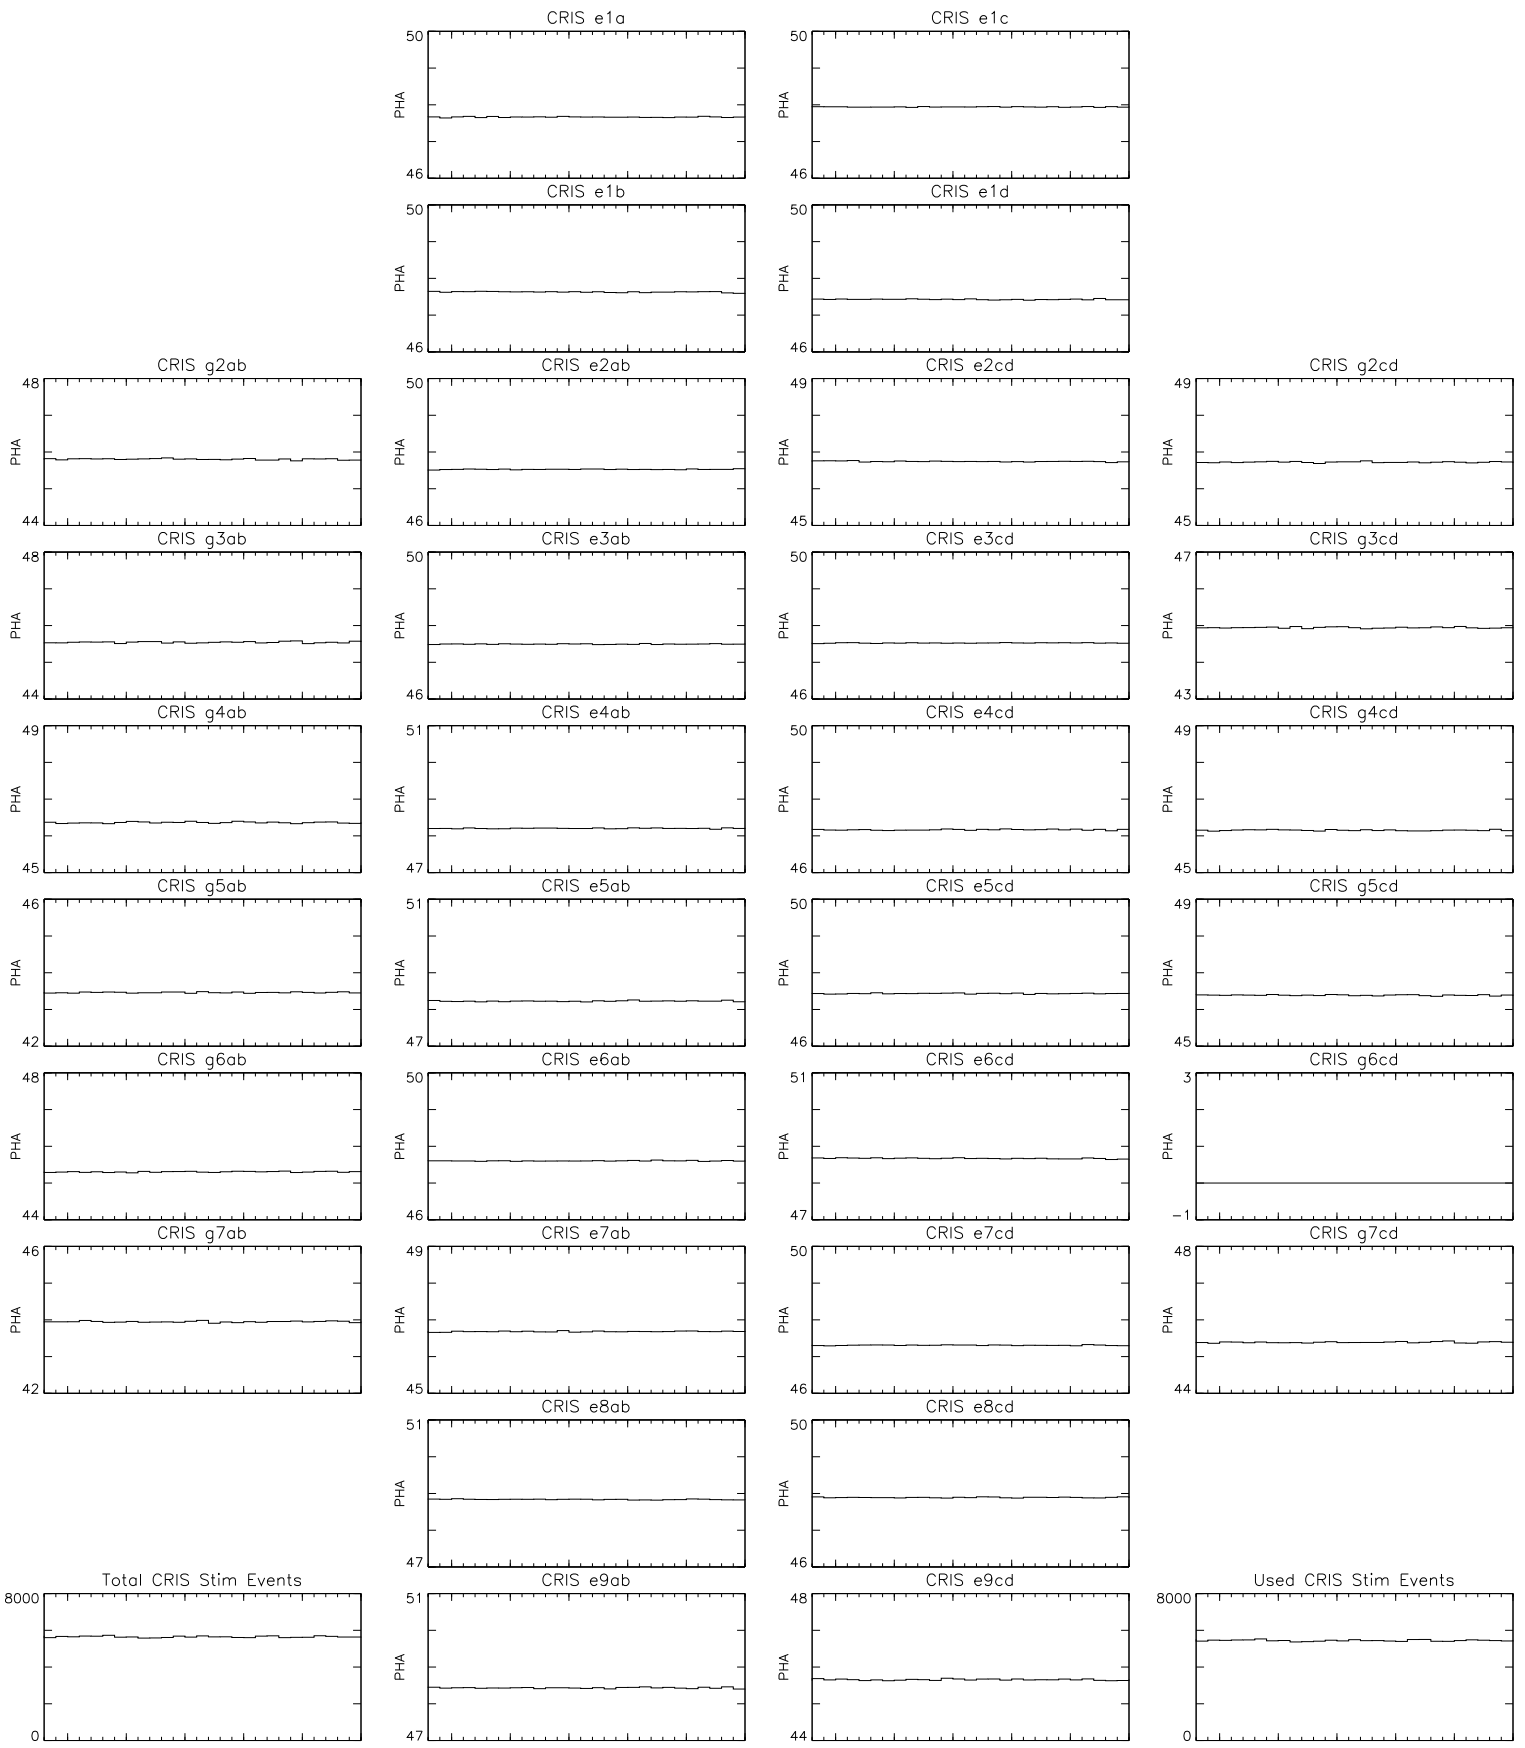 CRIS e1a
CRIS e1c
50
PHA
46
50
PHA
46
CRIS e1b
CRIS e1d
50
PHA
46
50
PHA
46
CRIS g2ab
CRIS e2ab
CRIS e2cd
CRIS g2cd
48
PHA
44
50
PHA
46
49
PHA
45
49
PHA
45
CRIS g3ab
CRIS e3ab
CRIS e3cd
CRIS g3cd
48
PHA
44
50
PHA
46
50
PHA
46
47
PHA
43
CRIS g4ab
CRIS e4ab
CRIS e4cd
CRIS g4cd
49
PHA
45
51
PHA
47
50
PHA
46
49
PHA
45
CRIS g5ab
CRIS e5ab
CRIS e5cd
CRIS g5cd
46
PHA
42
51
PHA
47
50
PHA
46
49
PHA
45
CRIS g6ab
CRIS e6ab
CRIS e6cd
CRIS g6cd
48
PHA
44
50
PHA
46
51
PHA
47
3
PHA
-1
CRIS g7ab
CRIS e7ab
CRIS e7cd
CRIS g7cd
46
PHA
42
49
PHA
45
50
PHA
46
48
PHA
44
CRIS e8ab
CRIS e8cd
51
PHA
47
50
PHA
46
Total CRIS Stim Events
CRIS e9ab
CRIS e9cd
Used CRIS Stim Events
8000
0
51
PHA
47
48
PHA
44
8000
0